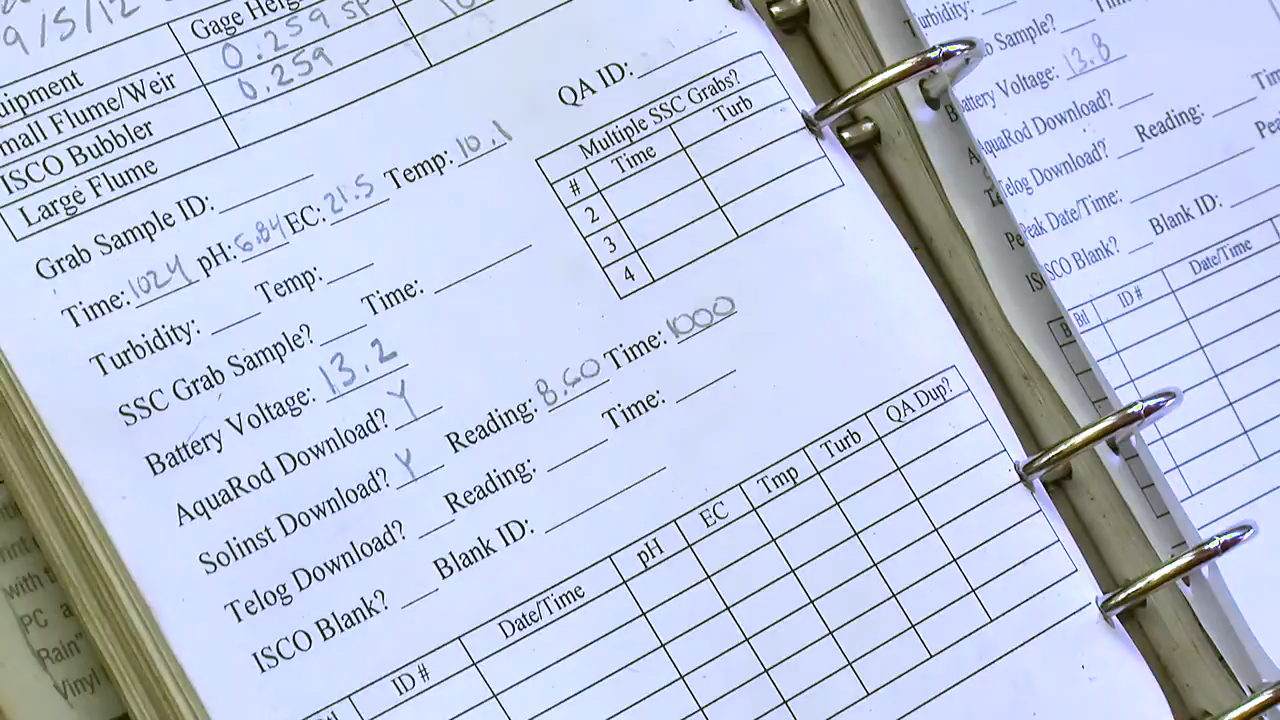 9/5/12
Gage Heig
uipment
0.259 SP
mall Flume/Weir
0.259
ISCO Bubbler
Large Flume
QA ID:
Grab Sample ID:
Time: 1024 pH: 6.84 EC: 21.5 Temp: 10.1
Turbidity: Temp:
SSC Grab Sample? Time:
Battery Voltage: 13.2
AquaRod Download? Y
Solinst Download? Y Reading: 8.60 Time: 1000
Telog Download? Reading: Time:
ISCO Blank? Blank ID:
Multiple SSC Grabs?
# Time Turb
2
3
4
ID # Date/Time pH EC Tmp Turb QA Dup?
Turbidity:
b Sample?
attery Voltage: 13.8
AquaRod Download?
Telog Download? Reading:
Peak Date/Time:
SCO Blank? Blank ID:
Btl ID # Date/Time
with
PC a
Rain"
Vinyl